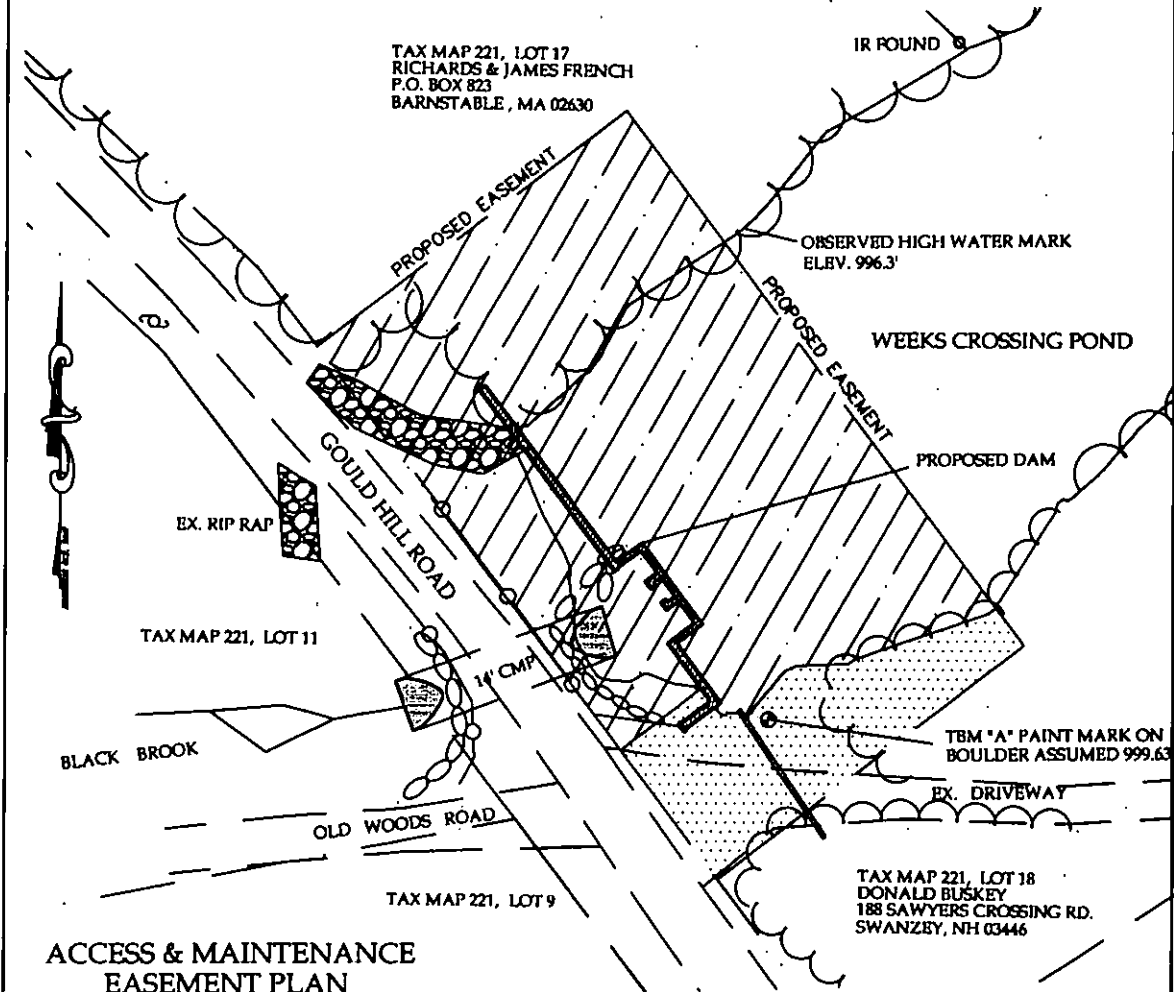 TAX MAP 221, LOT 17
RICHARDS & JAMES FRENCH
P.O. BOX 823
BARNSTABLE, MA 02630
IR FOUND
PROPOSED EASEMENT
OBSERVED HIGH WATER MARK
ELEV. 996.3'
PROPOSED EASEMENT
WEEKS CROSSING POND
GOULD HILL ROAD
PROPOSED DAM
EX. RIP RAP
TAX MAP 221, LOT 11
14' CMP
BLACK BROOK
TBM "A" PAINT MARK ON
BOULDER ASSUMED 999.63
EX. DRIVEWAY
OLD WOODS ROAD
TAX MAP 221, LOT 9
TAX MAP 221, LOT 18
DONALD BUSKEY
188 SAWYERS CROSSING RD.
SWANZEY, NH 03446
ACCESS & MAINTENANCE
EASEMENT PLAN